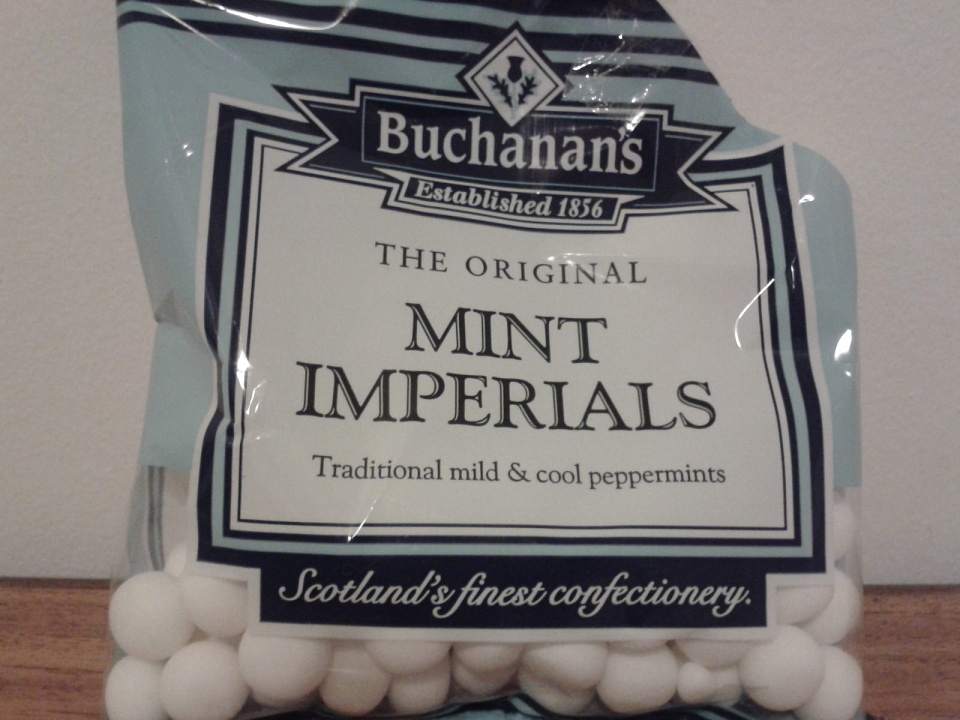 Buchanan's
Established 1856
THE ORIGINAL
MINT
IMPERIALS
Traditional mild & cool peppermints
Scotland's finest confectionery.